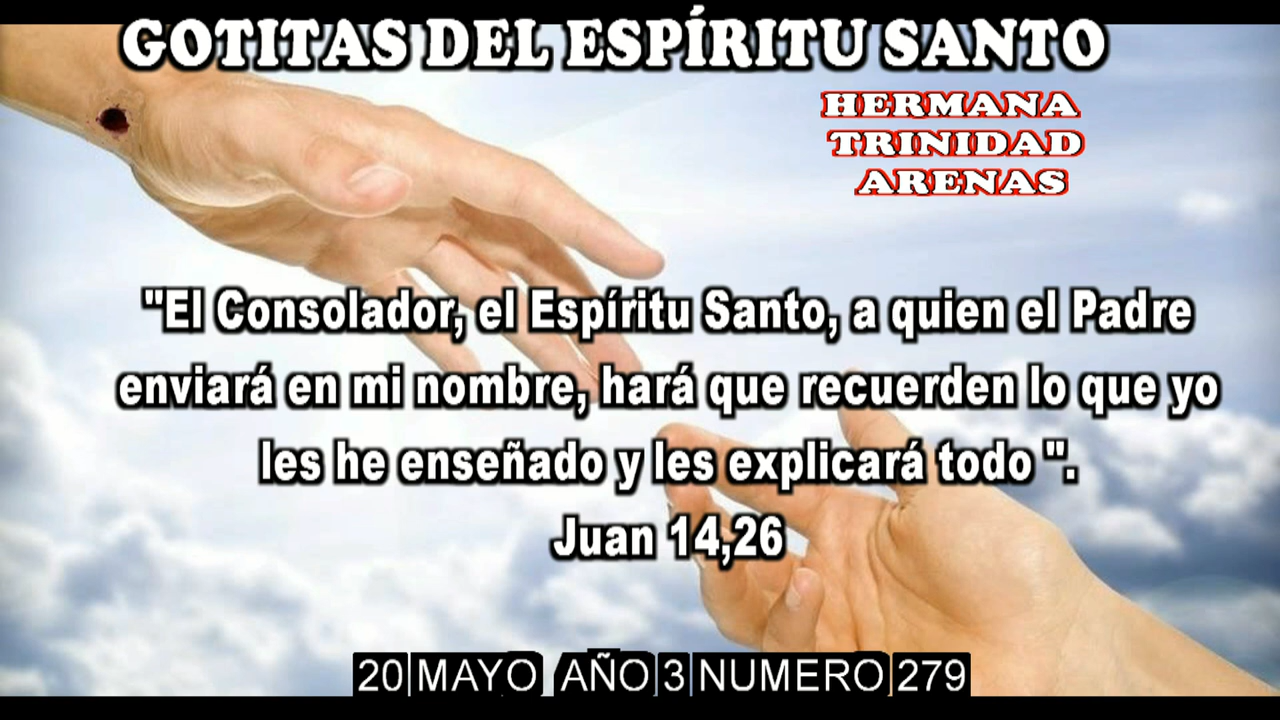 GOTITAS DEL ESPÍRITU SANTO
HERMANA
TRINIDAD
ARENAS
"El Consolador, el Espíritu Santo, a quien el Padre
enviará en mi nombre, hará que recuerden lo que yo
les he enseñado y les explicará todo ".
Juan 14,26
20 MAYO AÑO 3 NUMERO 279